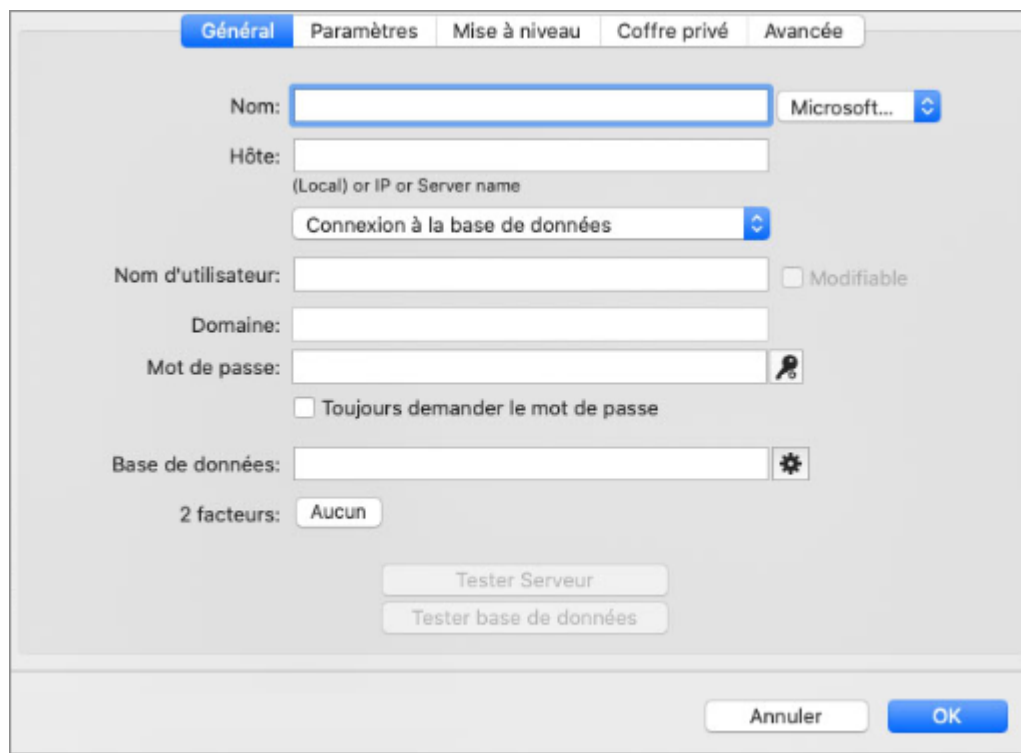 Général Paramètres Mise à niveau Coffre privé Avancée
Nom: Microsoft...
Hôte:
(Local) or IP or Server name
Connexion à la base de données
Nom d'utilisateur: Modifiable
Domaine:
Mot de passe:
Toujours demander le mot de passe
Base de données:
2 facteurs: Aucun
Tester Serveur
Tester base de données
Annuler OK